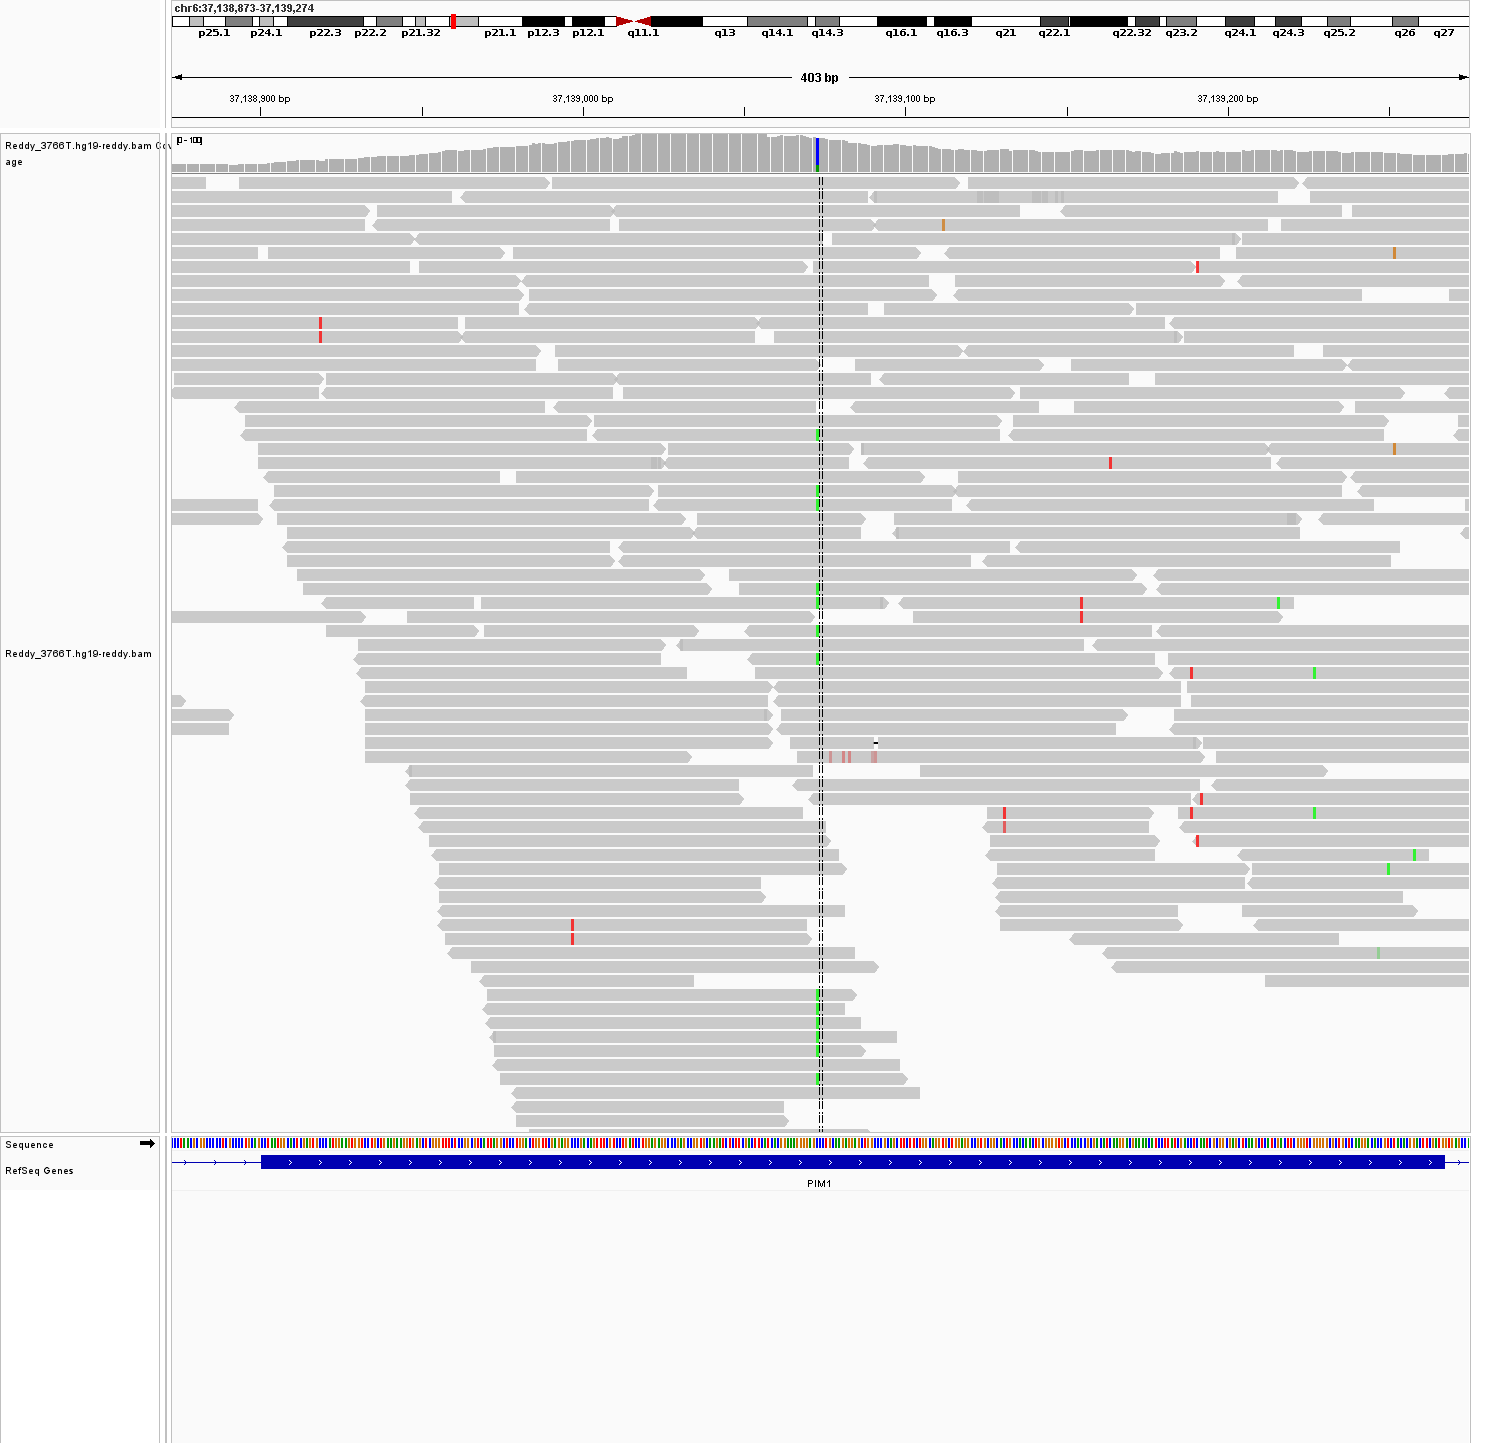 chr6:37,138,873-37,139,274
p25.1 p24.1 p22.3 p22.2 p21.32 p21.1 p12.3 p12.1 q11.1 q13 q14.1 q14.3 q16.1 q16.3 q21 q22.1 q22.32 q23.2 q24.1 q24.3 q25.2 q26 q27
403 bp
37,138,900 bp 37,139,000 bp 37,139,100 bp 37,139,200 bp
[0 - 100]
Reddy_3766T.hg19-reddy.bam Cov
age
Reddy_3766T.hg19-reddy.bam
Sequence
RefSeq Genes
PIM1